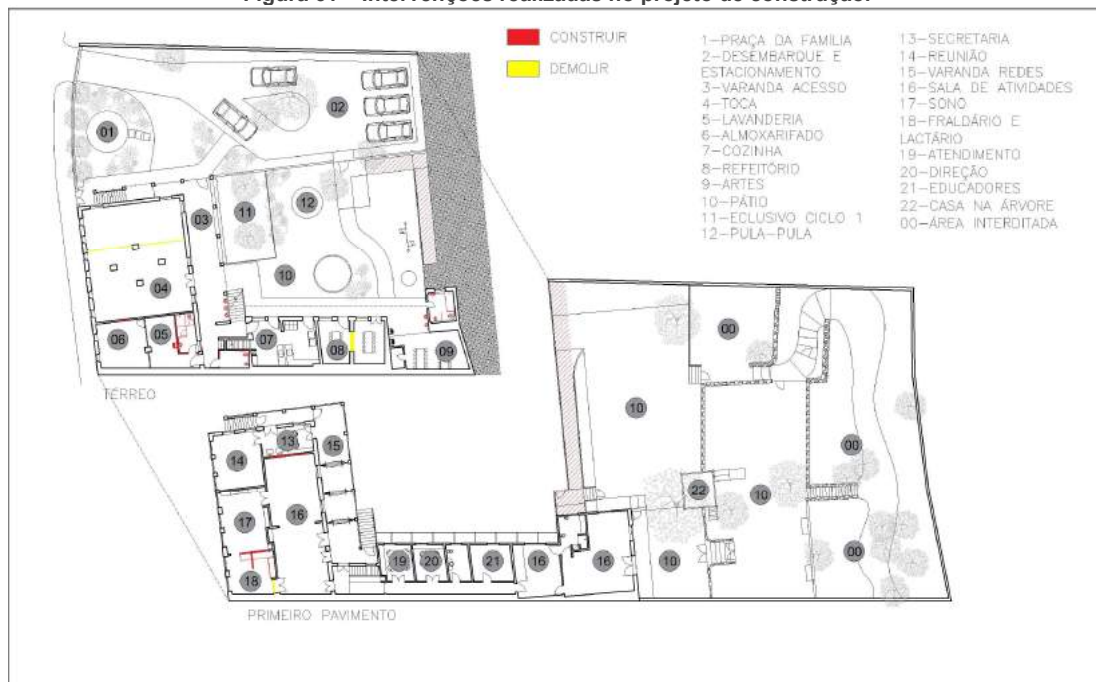 Figura 01 – Intervenções realizadas no projeto de construção.
CONSTRUIR
DEMOLIR
1-PRAÇA DA FAMÍLIA
2-DESEMBARQUE E
ESTACIONAMENTO
3-VARANDA ACESSO
4-TOCA
5-LAVANDERIA
6-ALMOXARIFADO
7-COZINHA
8-REFEITÓRIO
9-ARTES
10-PÁTIO
11-ECLUSIVO CICLO 1
12-PULA-PULA
13-SECRETARIA
14-REUNIÃO
15-VARANDA REDES
16-SALA DE ATIVIDADES
17-SONO
18-FRALDÁRIO E
LACTÁRIO
19-ATENDIMENTO
20-DIREÇÃO
21-EDUCADORES
22-CASA NA ÁRVORE
00-ÁREA INTERDITADA
01
02
03
11
12
10
04
06
05
07
08
09
TÉRREO
00
10
00
22
10
10
00
13
14
15
17
16
18
19
20
21
16
16
PRIMEIRO PAVIMENTO